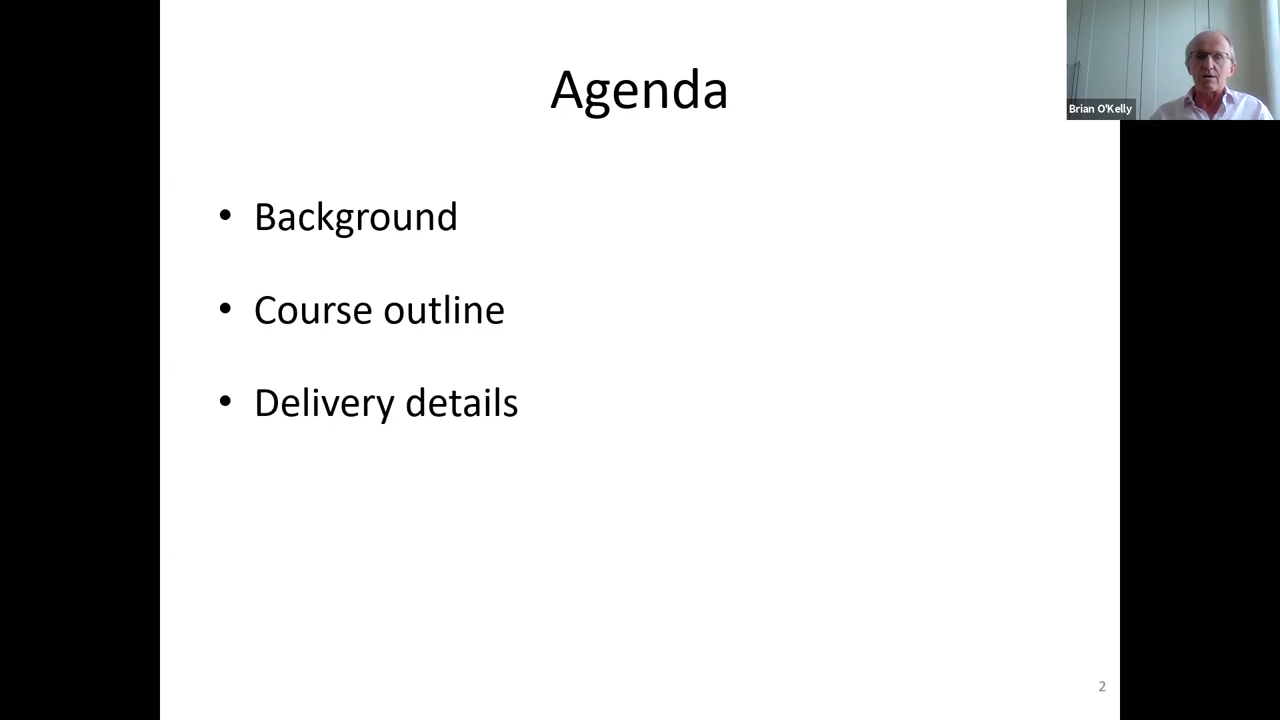 Agenda
Brian O'Kelly
• Background
• Course outline
• Delivery details
2